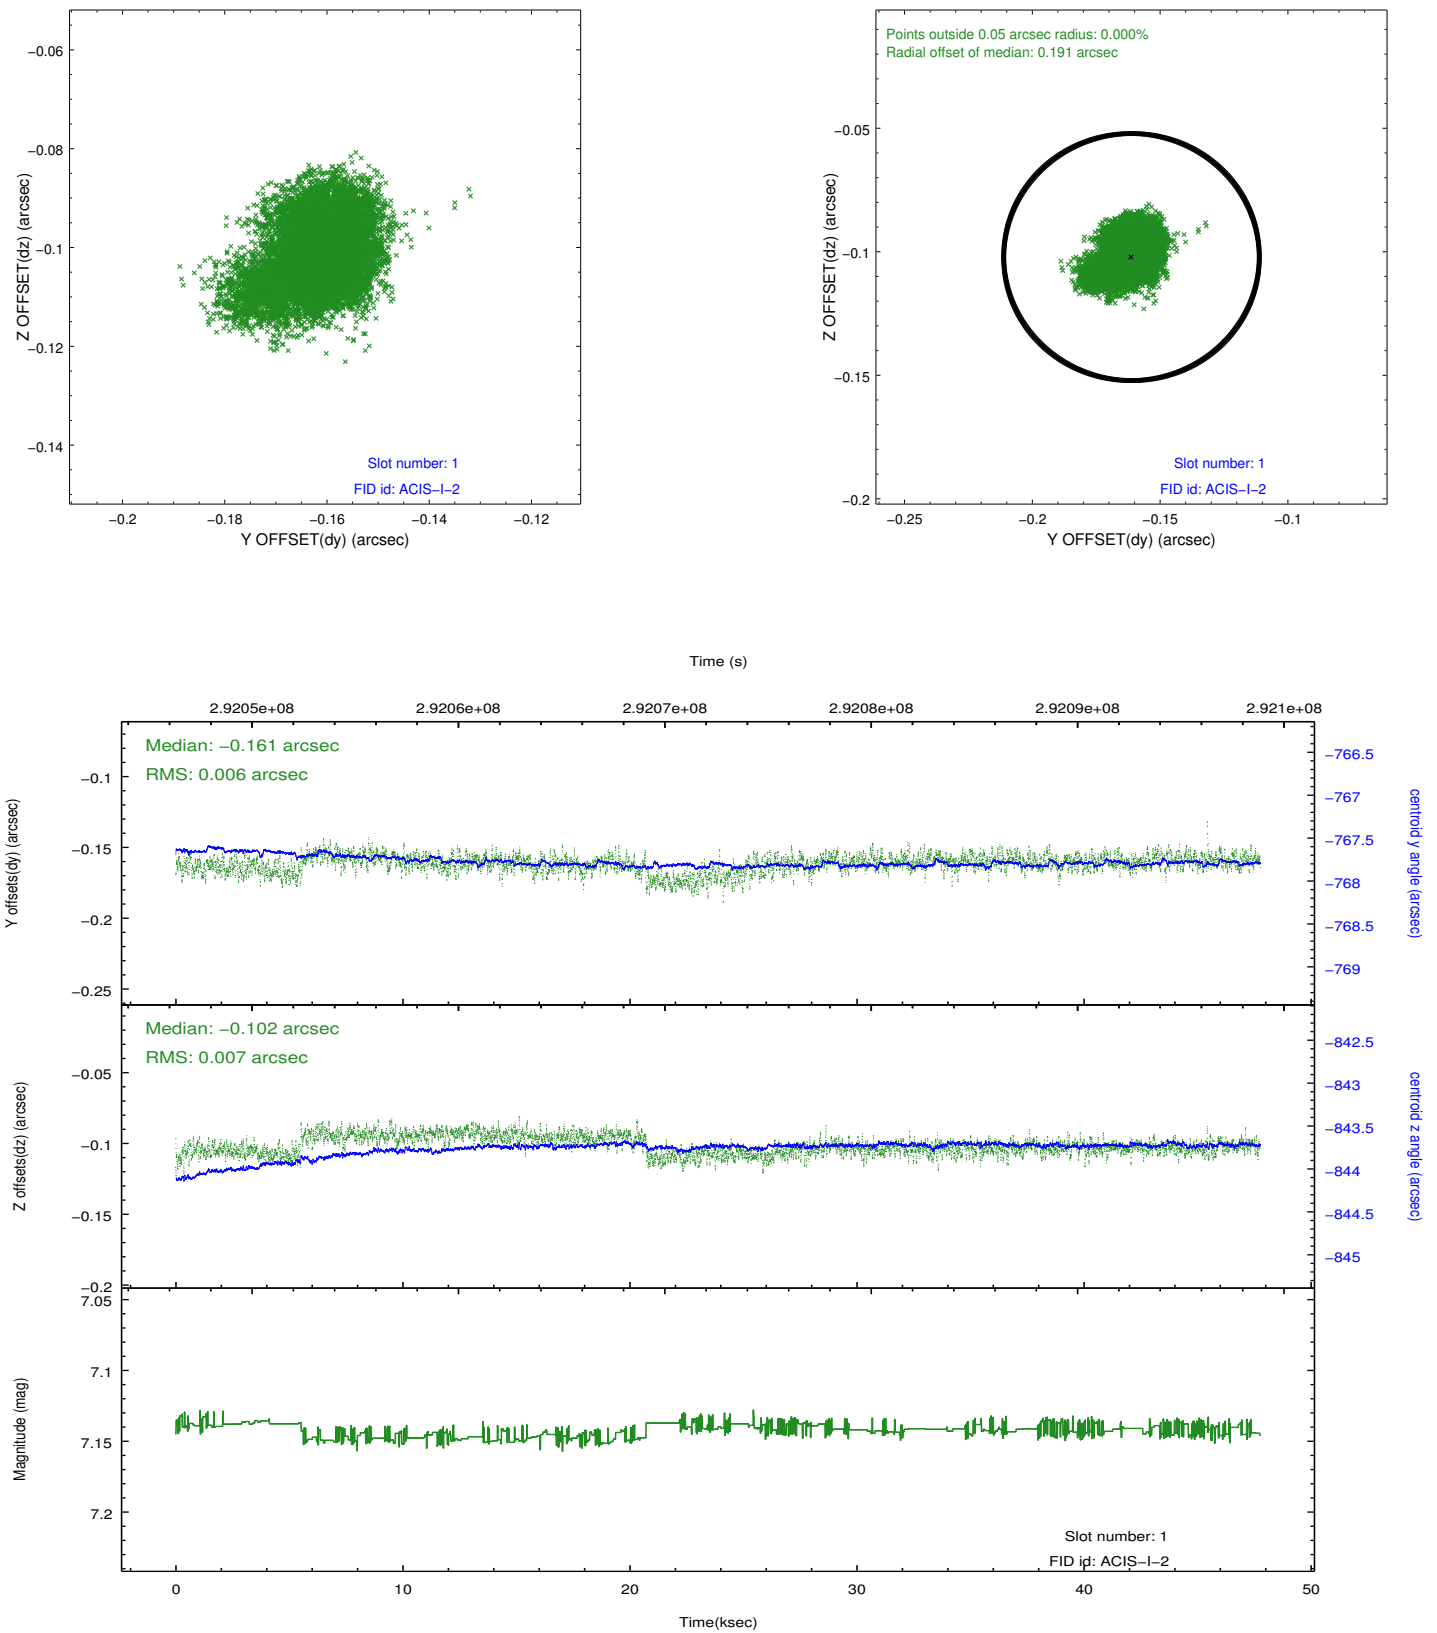 −0.06
−0.08
−0.1
−0.12
−0.14
Z OFFSET(dz) (arcsec)
Slot number: 1
FID id: ACIS−I−2
−0.2
−0.18
−0.16
−0.14
−0.12
Y OFFSET(dy) (arcsec)
Points outside 0.05 arcsec radius: 0.000%
Radial offset of median: 0.191 arcsec
−0.05
−0.1
−0.15
−0.2
Z OFFSET(dz) (arcsec)
Slot number: 1
FID id: ACIS−I−2
−0.25
−0.2
−0.15
−0.1
Y OFFSET(dy) (arcsec)
Time (s)
2.9205e+08
2.9206e+08
2.9207e+08
2.9208e+08
2.9209e+08
2.921e+08
Median: −0.161 arcsec
RMS: 0.006 arcsec
−0.1
−0.15
−0.2
−0.25
Y offsets(dy) (arcsec)
−766.5
−767
−767.5
−768
−768.5
−769
centroid y angle (arcsec)
Median: −0.102 arcsec
RMS: 0.007 arcsec
−0.05
−0.1
−0.15
−0.2
Z offsets(dz) (arcsec)
−842.5
−843
−843.5
−844
−844.5
−845
centroid z angle (arcsec)
7.05
7.1
7.15
7.2
Magnitude (mag)
Slot number: 1
FID id: ACIS−I−2
0
10
20
30
40
50
Time(ksec)